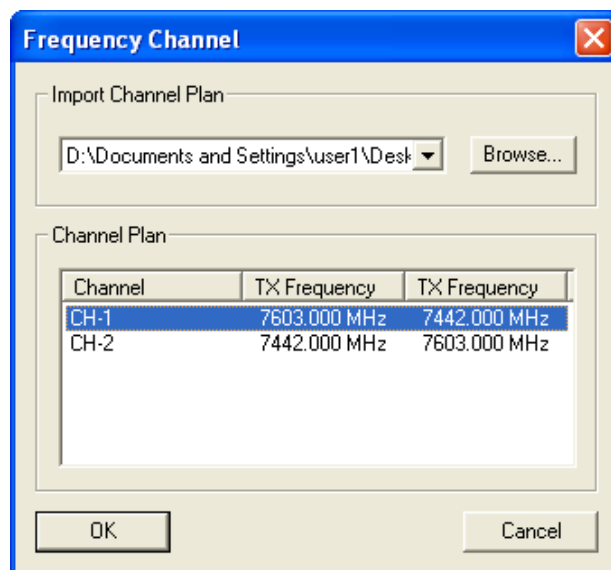 Frequency Channel
Import Channel Plan
D:\Documents and Settings\user1\Desk Browse...
Channel Plan
Channel TX Frequency TX Frequency
CH-1 7603.000 MHz 7442.000 MHz
CH-2 7442.000 MHz 7603.000 MHz
OK Cancel